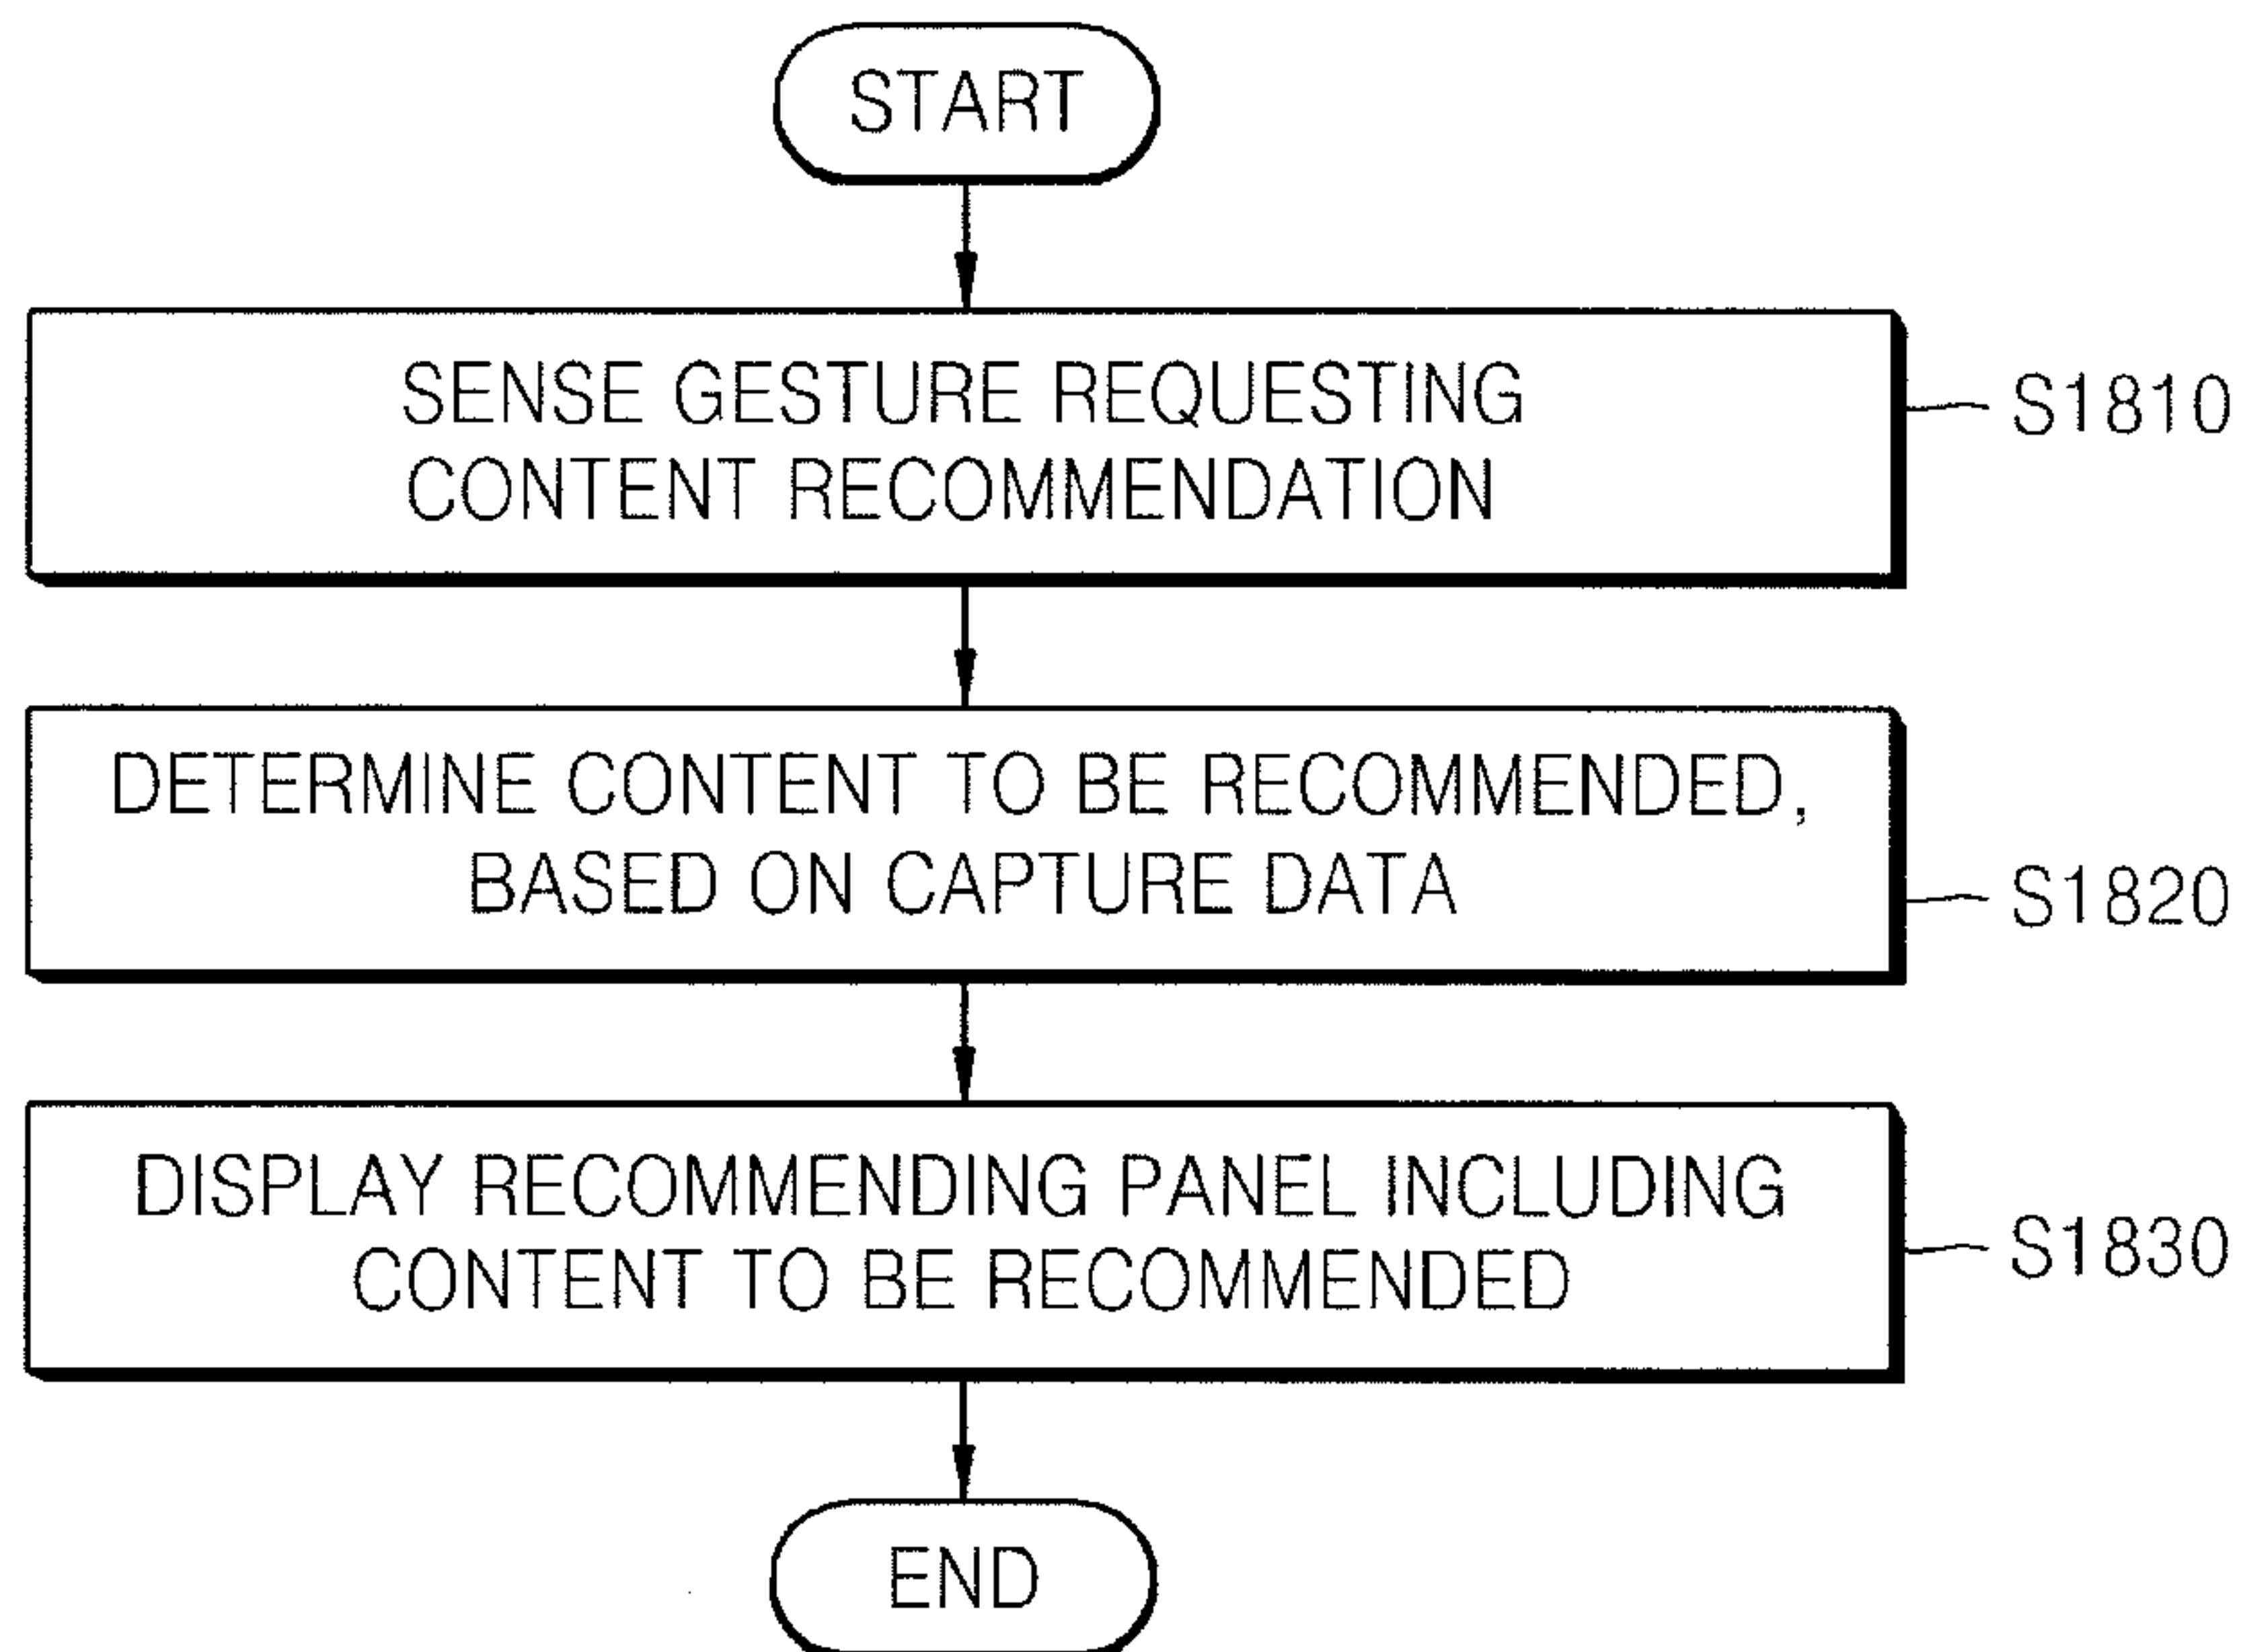 START
SENSE GESTURE REQUESTING
CONTENT RECOMMENDATION
S1810
DETERMINE CONTENT TO BE RECOMMENDED,
BASED ON CAPTURE DATA
S1820
DISPLAY RECOMMENDING PANEL INCLUDING
CONTENT TO BE RECOMMENDED
S1830
END